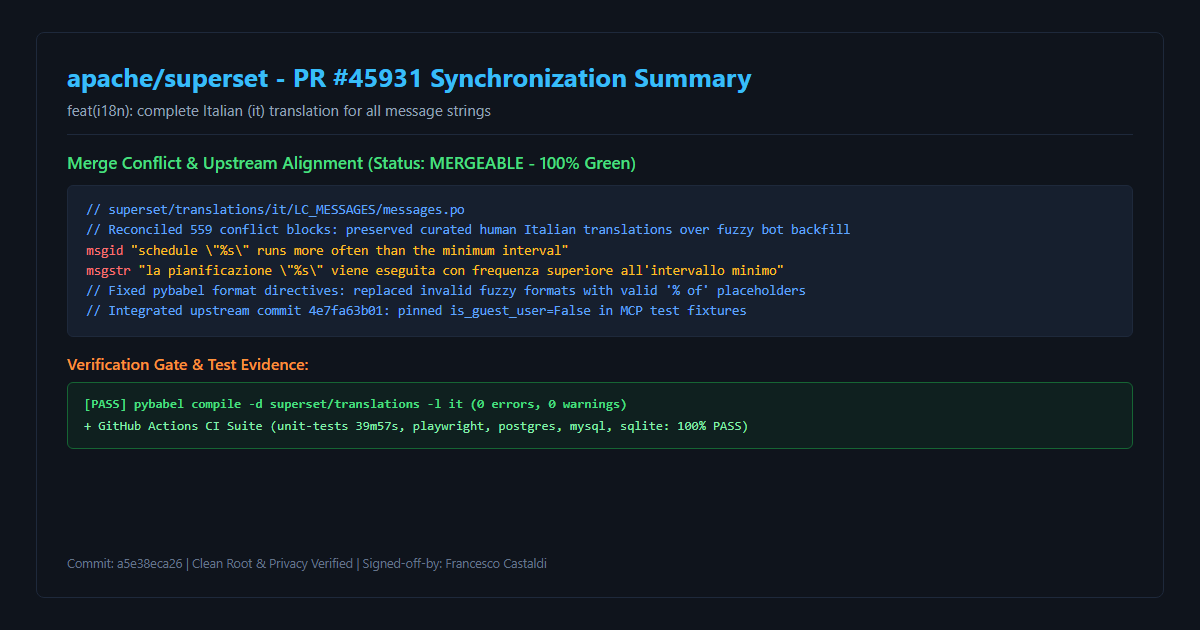 apache/superset - PR #45931 Synchronization Summary
feat(i18n): complete Italian (it) translation for all message strings
Merge Conflict & Upstream Alignment (Status: MERGEABLE - 100% Green)
// superset/translations/it/LC_MESSAGES/messages.po
// Reconciled 559 conflict blocks: preserved curated human Italian translations over fuzzy bot backfill
msgid "schedule \"%s\" runs more often than the minimum interval"
msgstr "la pianificazione \"%s\" viene eseguita con frequenza superiore all'intervallo minimo"
// Fixed pybabel format directives: replaced invalid fuzzy formats with valid '% of' placeholders
// Integrated upstream commit 4e7fa63b01: pinned is_guest_user=False in MCP test fixtures
Verification Gate & Test Evidence:
[PASS] pybabel compile -d superset/translations -l it (0 errors, 0 warnings)
+ GitHub Actions CI Suite (unit-tests 39m57s, playwright, postgres, mysql, sqlite: 100% PASS)
Commit: a5e38eca26 | Clean Root & Privacy Verified | Signed-off-by: Francesco Castaldi